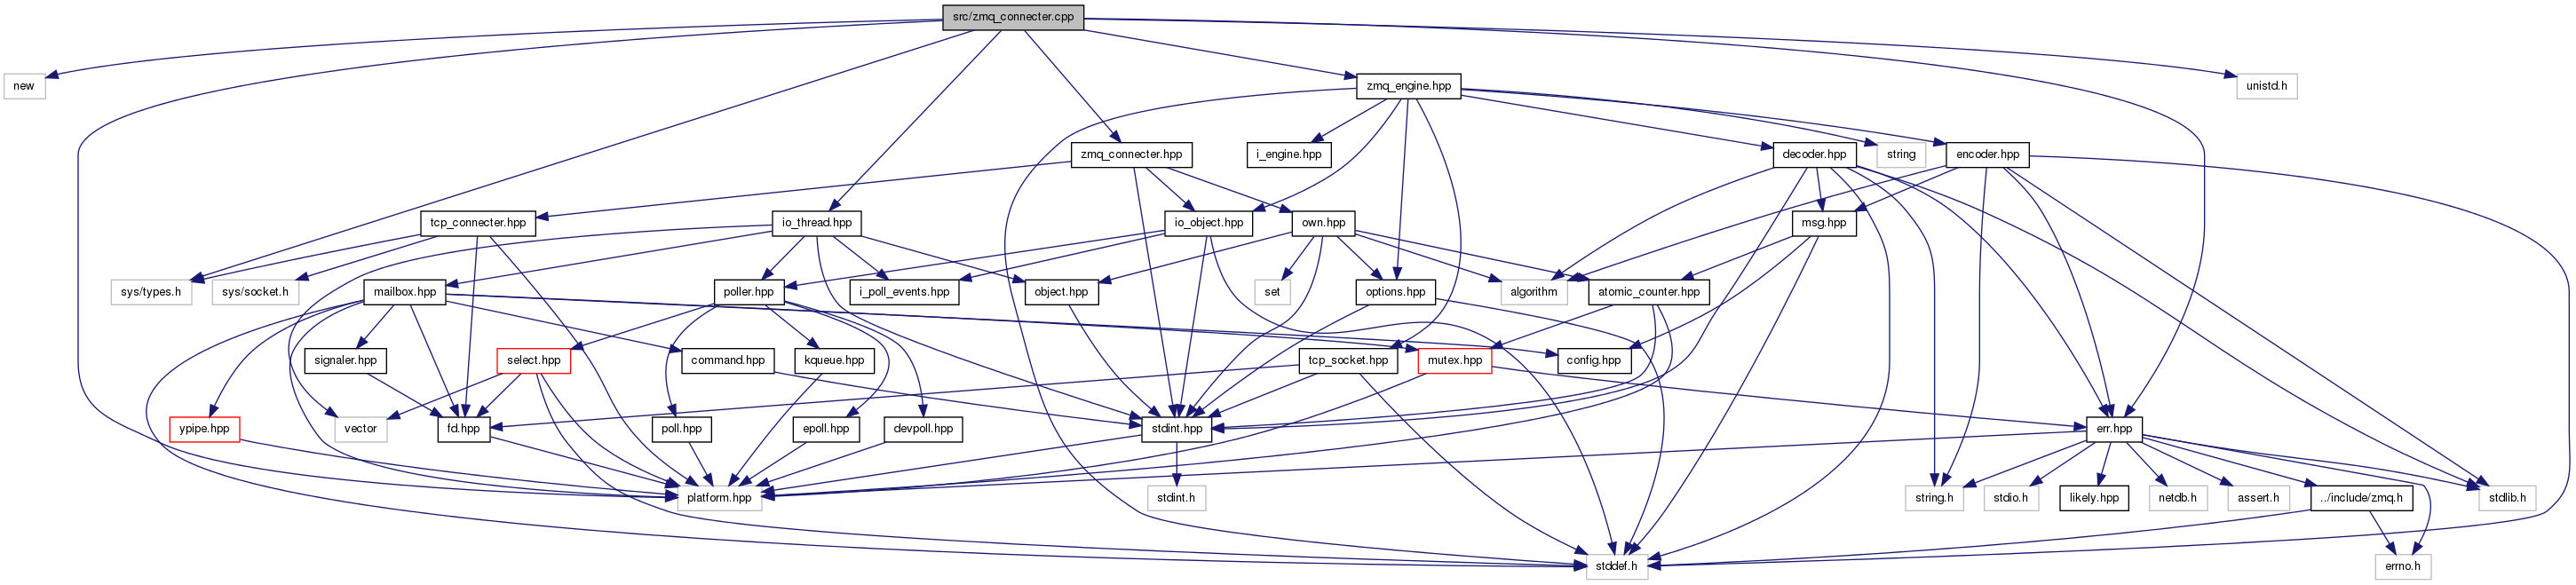 src/zmq_connecter.cpp
new
zmq_engine.hpp
unistd.h
zmq_connecter.hpp
i_engine.hpp
decoder.hpp
string
encoder.hpp
tcp_connecter.hpp
io_thread.hpp
io_object.hpp
own.hpp
msg.hpp
sys/types.h
sys/socket.h
mailbox.hpp
poller.hpp
i_poll_events.hpp
object.hpp
set
options.hpp
algorithm
atomic_counter.hpp
signaler.hpp
select.hpp
command.hpp
kqueue.hpp
tcp_socket.hpp
mutex.hpp
config.hpp
ypipe.hpp
vector
fd.hpp
poll.hpp
epoll.hpp
devpoll.hpp
stdint.hpp
err.hpp
platform.hpp
stdint.h
string.h
stdio.h
likely.hpp
netdb.h
assert.h
../include/zmq.h
stdlib.h
stddef.h
errno.h